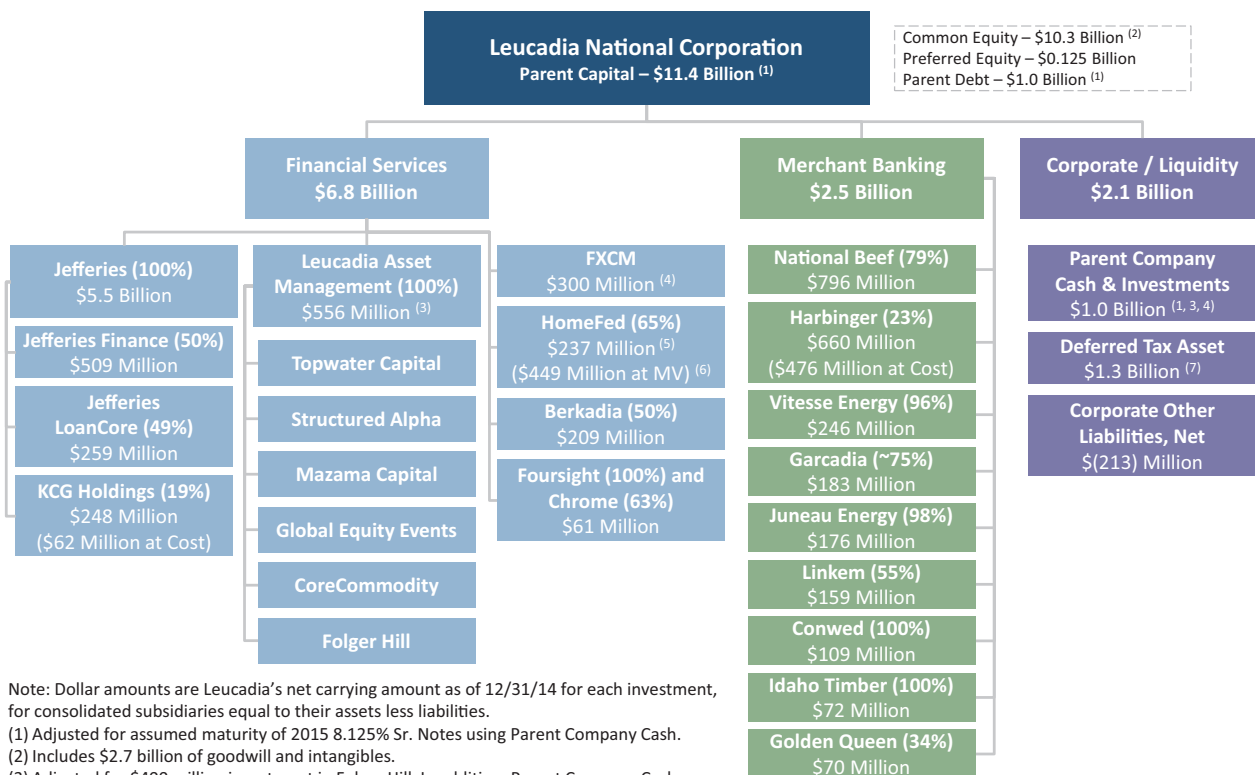 Leucadia National Corporation
Parent Capital – $11.4 Billion (1)
Common Equity – $10.3 Billion (2)
Preferred Equity – $0.125 Billion
Parent Debt – $1.0 Billion (1)
Financial Services
$6.8 Billion
Merchant Banking
$2.5 Billion
Corporate / Liquidity
$2.1 Billion
Jefferies (100%)
$5.5 Billion
Jefferies Finance (50%)
$509 Million
Jefferies
LoanCore (49%)
$259 Million
KCG Holdings (19%)
$248 Million
($62 Million at Cost)
Leucadia Asset
Management (100%)
$556 Million (3)
Topwater Capital
Structured Alpha
Mazama Capital
Global Equity Events
CoreCommodity
Folger Hill
FXCM
$300 Million (4)
HomeFed (65%)
$237 Million (5)
($449 Million at MV) (6)
Berkadia (50%)
$209 Million
Foursight (100%) and
Chrome (63%)
$61 Million
National Beef (79%)
$796 Million
Harbinger (23%)
$660 Million
($476 Million at Cost)
Vitesse Energy (96%)
$246 Million
Garcadia (~75%)
$183 Million
Juneau Energy (98%)
$176 Million
Linkem (55%)
$159 Million
Conwed (100%)
$109 Million
Idaho Timber (100%)
$72 Million
Golden Queen (34%)
$70 Million
Parent Company
Cash & Investments
$1.0 Billion (1, 3, 4)
Deferred Tax Asset
$1.3 Billion (7)
Corporate Other
Liabilities, Net
$(213) Million
Note: Dollar amounts are Leucadia's net carrying amount as of 12/31/14 for each investment,
for consolidated subsidiaries equal to their assets less liabilities.
(1) Adjusted for assumed maturity of 2015 8.125% Sr. Notes using Parent Company Cash.
(2) Includes $2.7 billion of goodwill and intangibles.